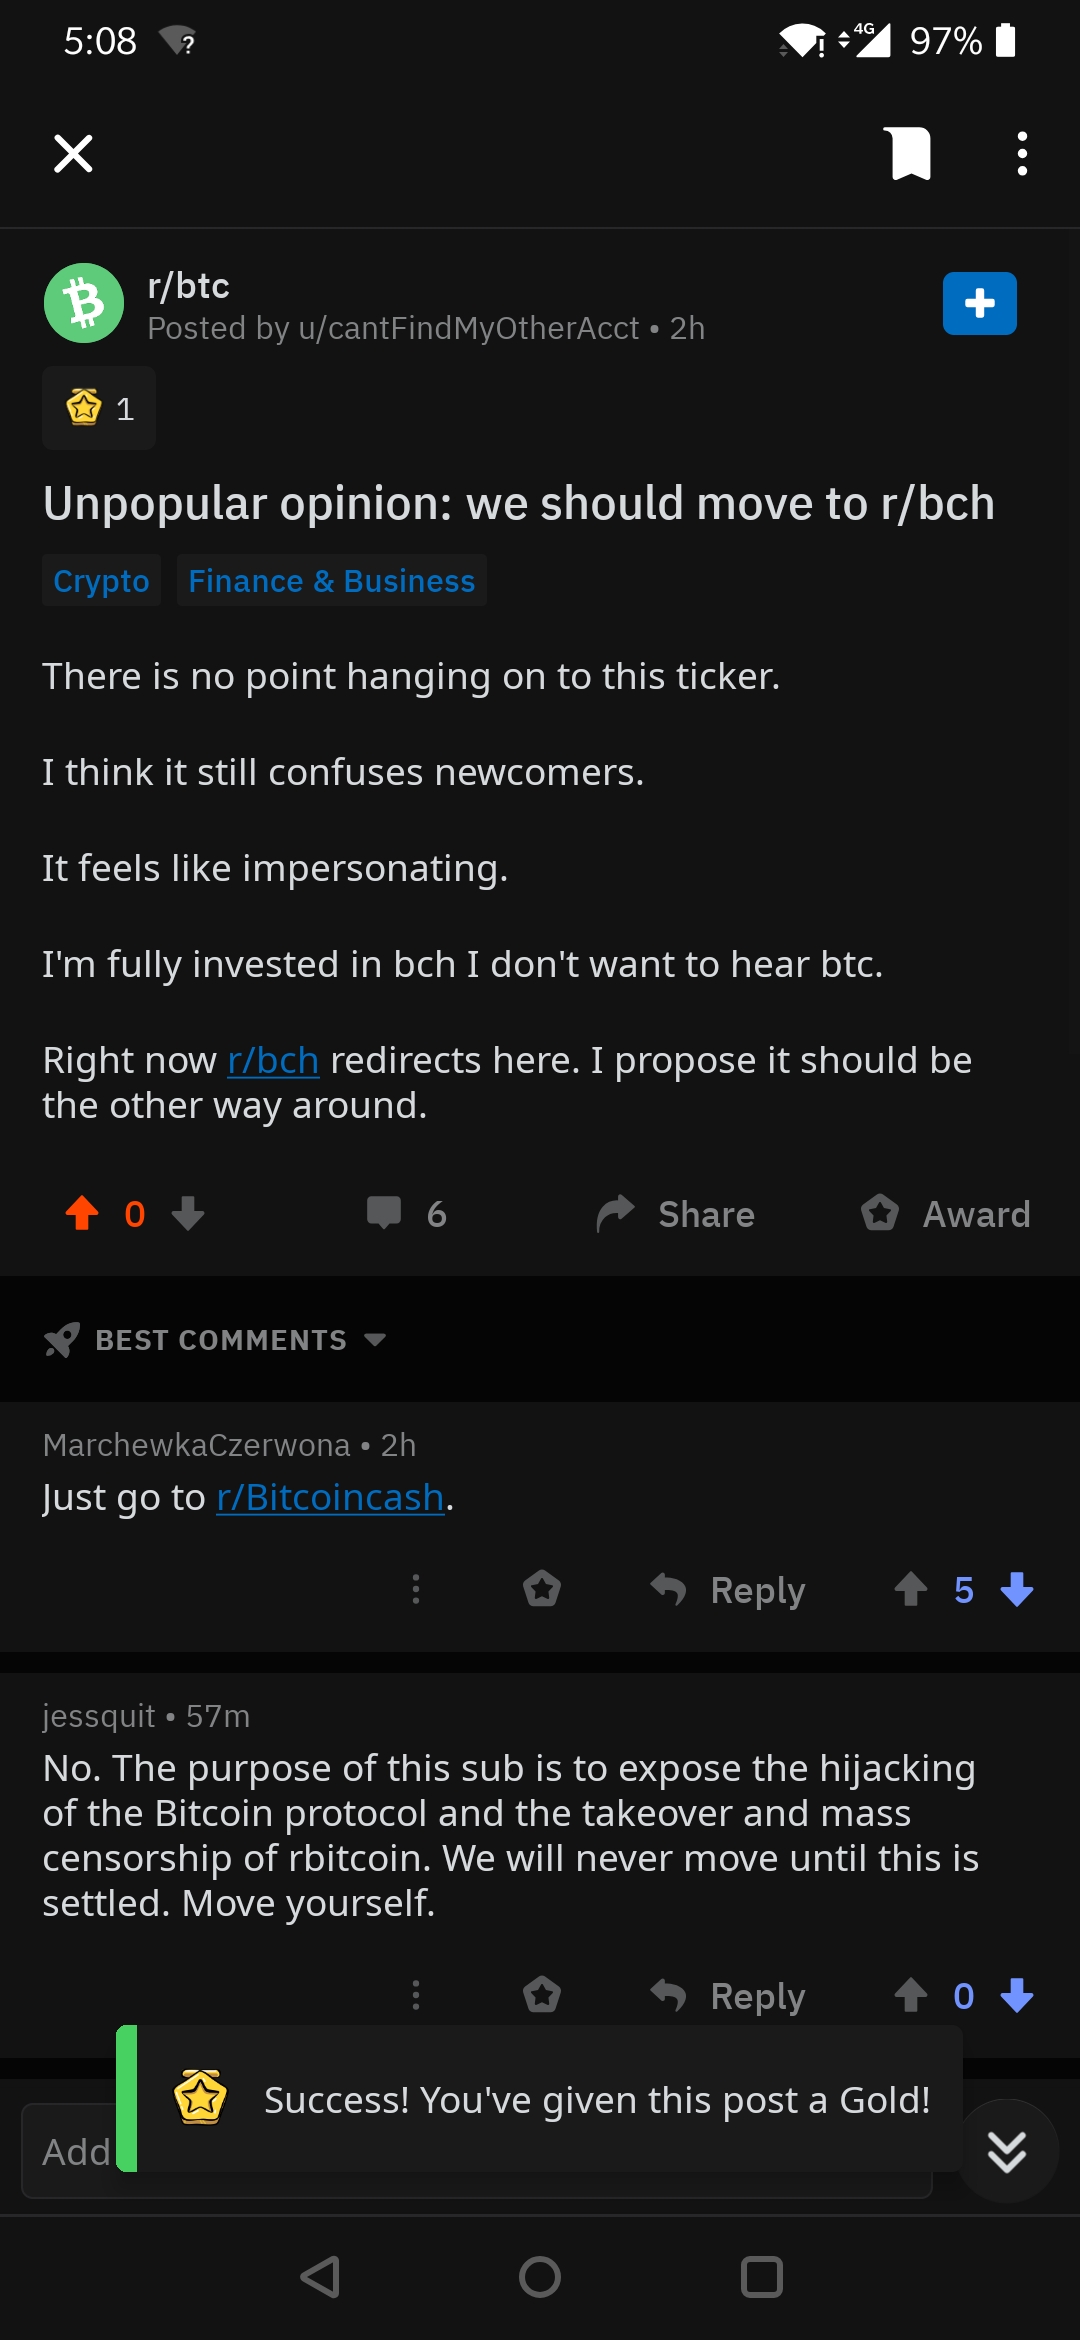 5:08
4G
97%
r/btc
Posted by u/cantFindMyOtherAcct • 2h
1
Unpopular opinion: we should move to r/bch
Crypto
Finance & Business
There is no point hanging on to this ticker.
I think it still confuses newcomers.
It feels like impersonating.
I'm fully invested in bch I don't want to hear btc.
Right now r/bch redirects here. I propose it should be
the other way around.
0
6
Share
Award
BEST COMMENTS
MarchewkaCzerwona • 2h
Just go to r/Bitcoincash.
Reply
5
jessquit • 57m
No. The purpose of this sub is to expose the hijacking
of the Bitcoin protocol and the takeover and mass
censorship of rbitcoin. We will never move until this is
settled. Move yourself.
Reply
0
Success! You've given this post a Gold!
Add